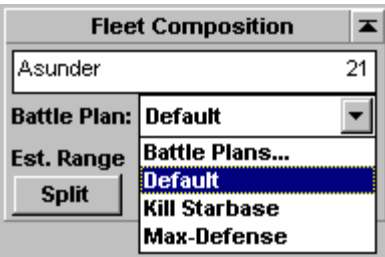 Fleet Composition
Asunder 21
Battle Plan: Default
Est. Range Battle Plans...
Default
Split Kill Starbase
Max-Defense